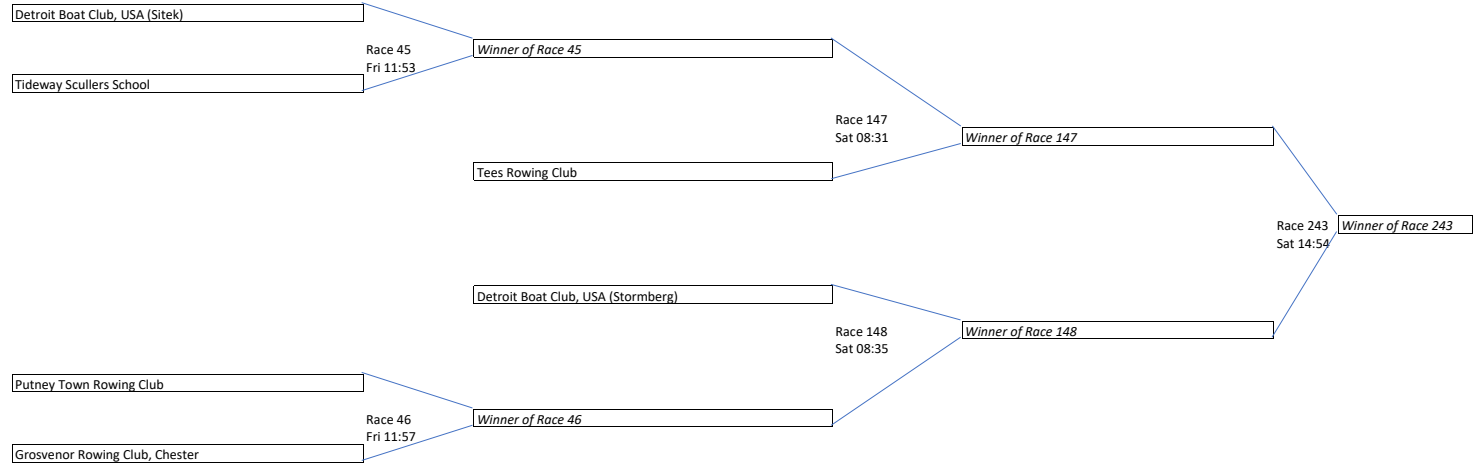 Detroit Boat Club, USA (Sitek)
Race 45
Fri 11:53
Winner of Race 45
Tideway Scullers School
Race 147
Sat 08:31
Winner of Race 147
Tees Rowing Club
Race 243
Sat 14:54
Winner of Race 243
Detroit Boat Club, USA (Stormberg)
Race 148
Sat 08:35
Winner of Race 148
Putney Town Rowing Club
Race 46
Fri 11:57
Winner of Race 46
Grosvenor Rowing Club, Chester